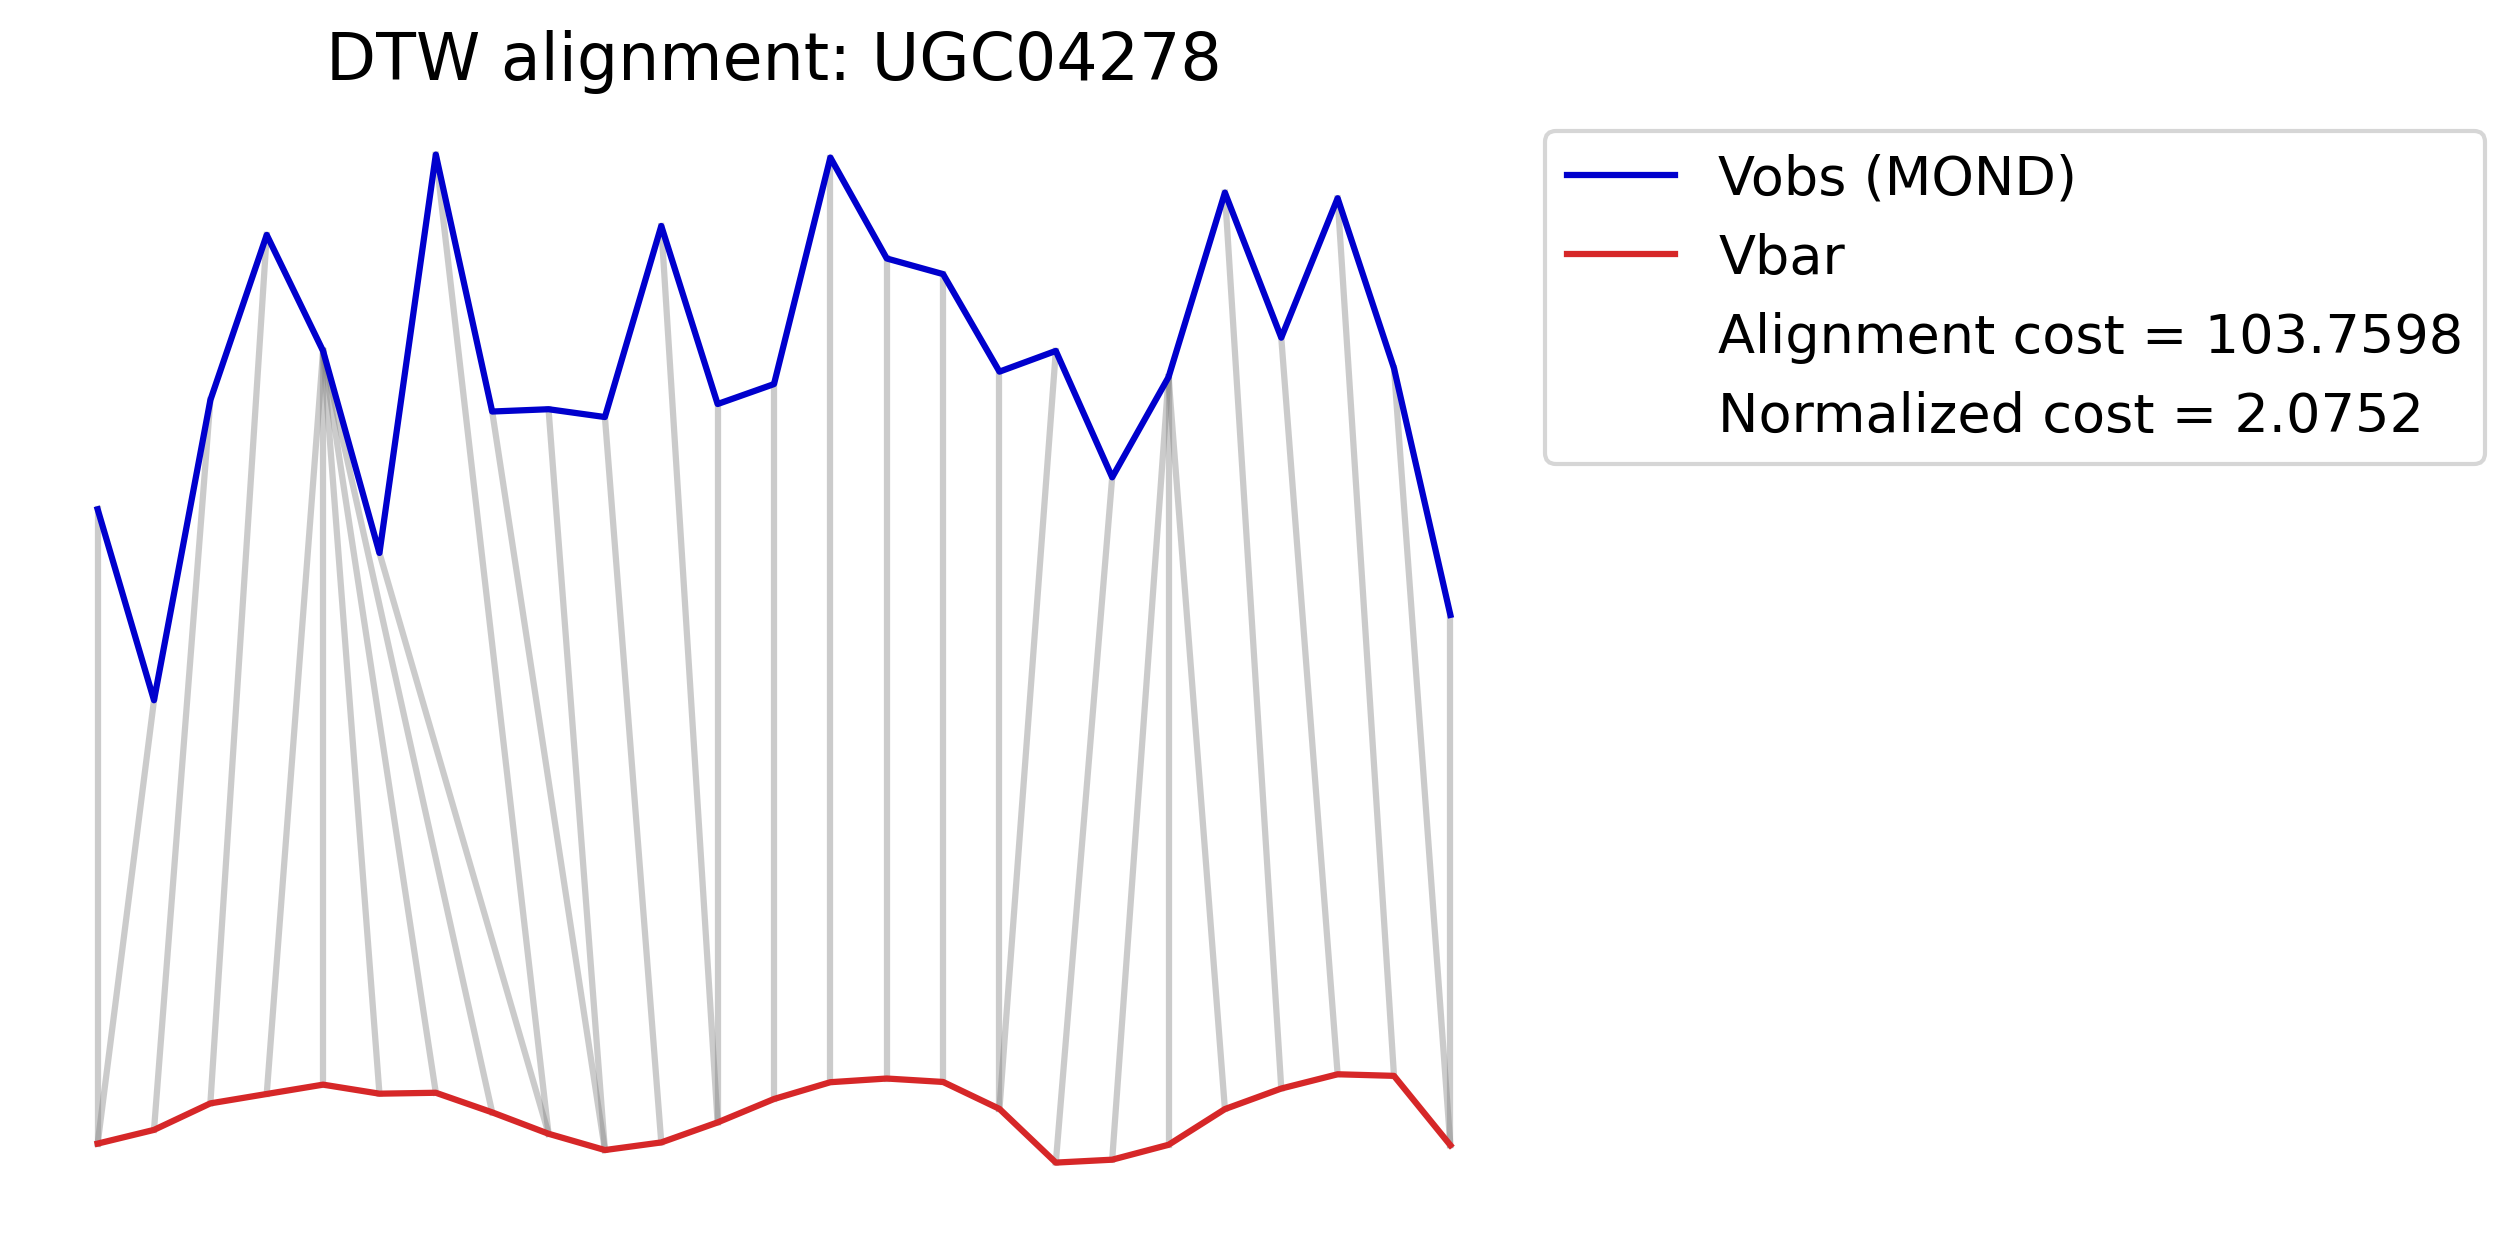 DTW alignment: UGC04278
Vobs (MOND)
Vbar
Alignment cost = 103.7598
Normalized cost = 2.0752